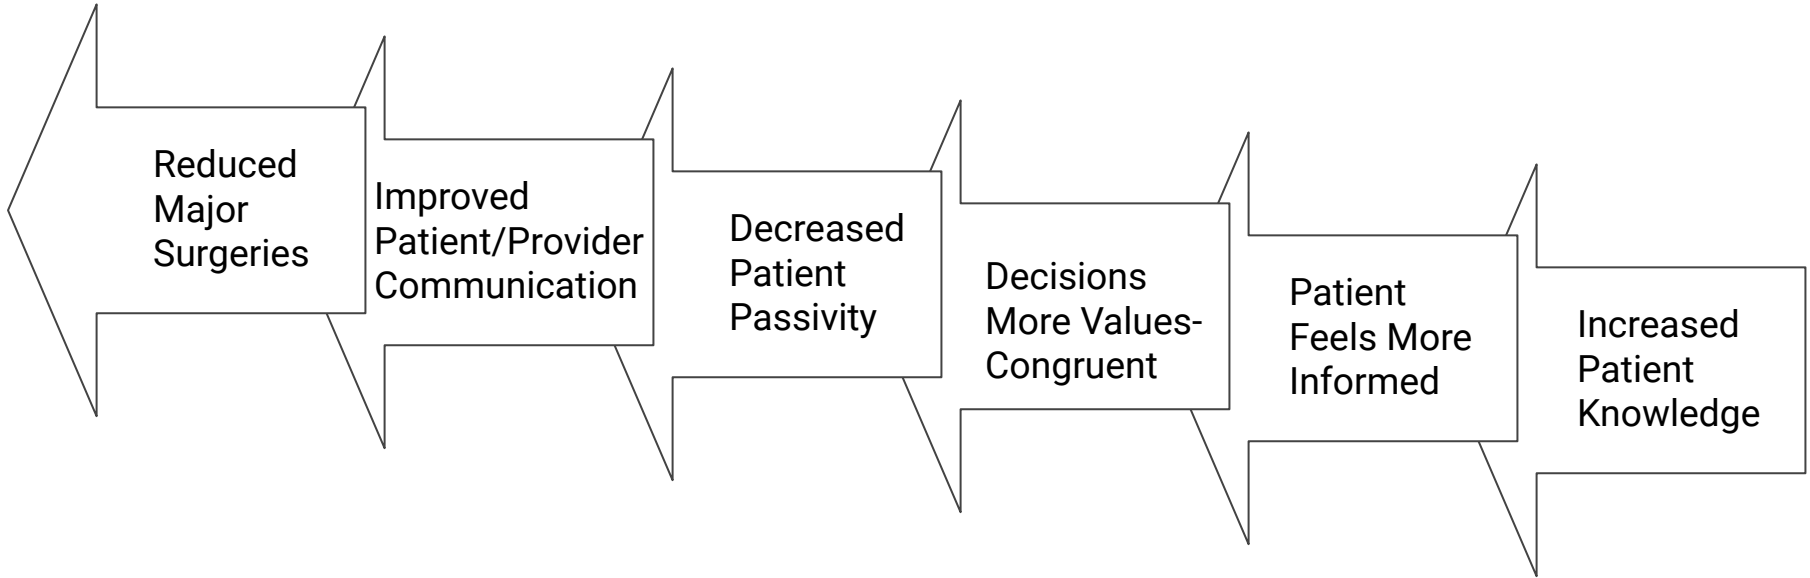 Reduced
Major
Surgeries
Improved
Patient/Provider
Communication
Decreased
Patient
Passivity
Decisions
More Values-
Congruent
Patient
Feels More
Informed
Increased
Patient
Knowledge